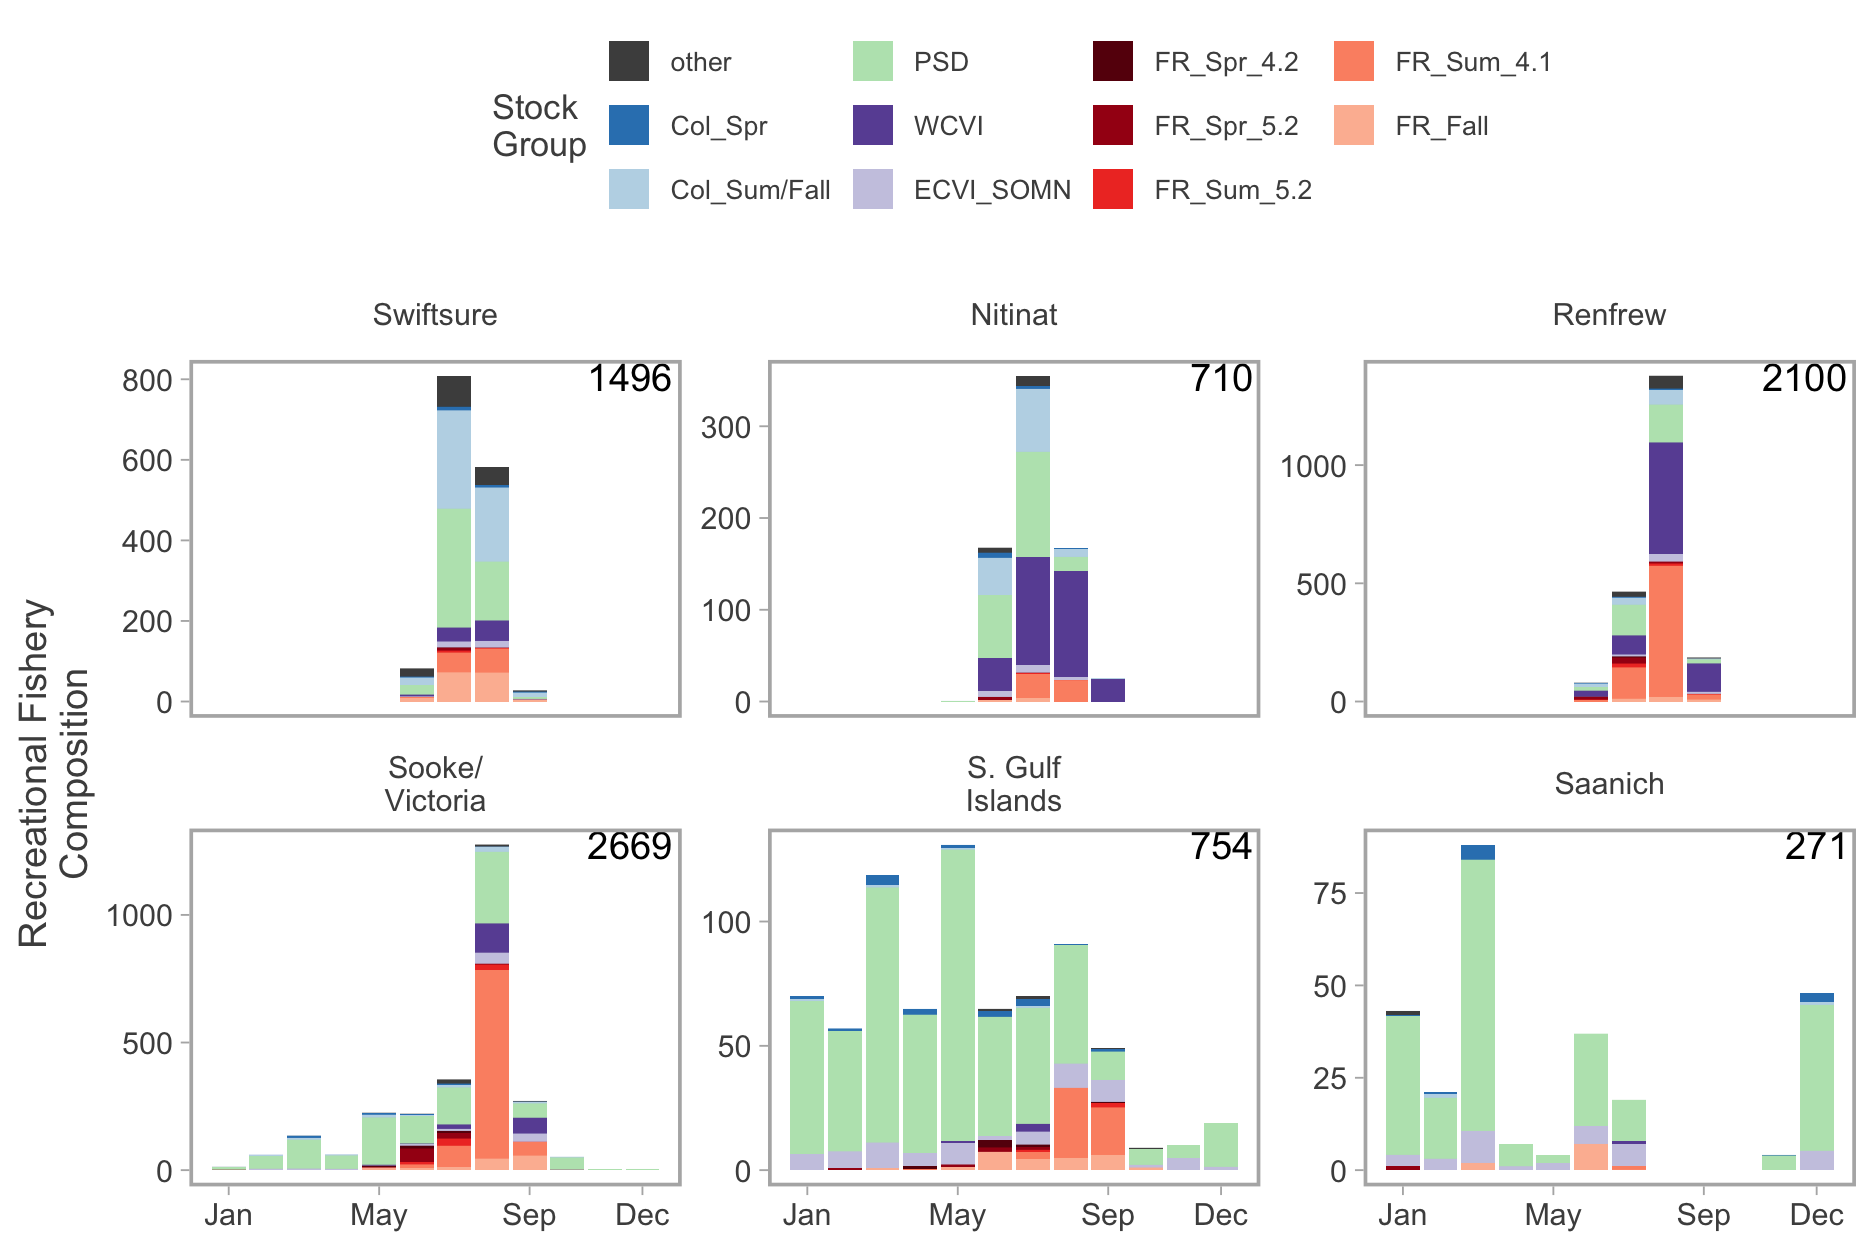 Stock
Group
other
Col_Spr
Col_Sum/Fall
PSD
WCVI
ECVI_SOMN
FR_Spr_4.2
FR_Spr_5.2
FR_Sum_5.2
FR_Sum_4.1
FR_Fall
Recreational Fishery
Composition
Swiftsure
1496
800
600
400
200
0
Nitinat
710
300
200
100
0
Renfrew
2100
1000
500
0
Sooke/
Victoria
2669
1000
500
0
Jan May Sep Dec
S. Gulf
Islands
754
100
50
0
Jan May Sep Dec
Saanich
271
75
50
25
0
Jan May Sep Dec